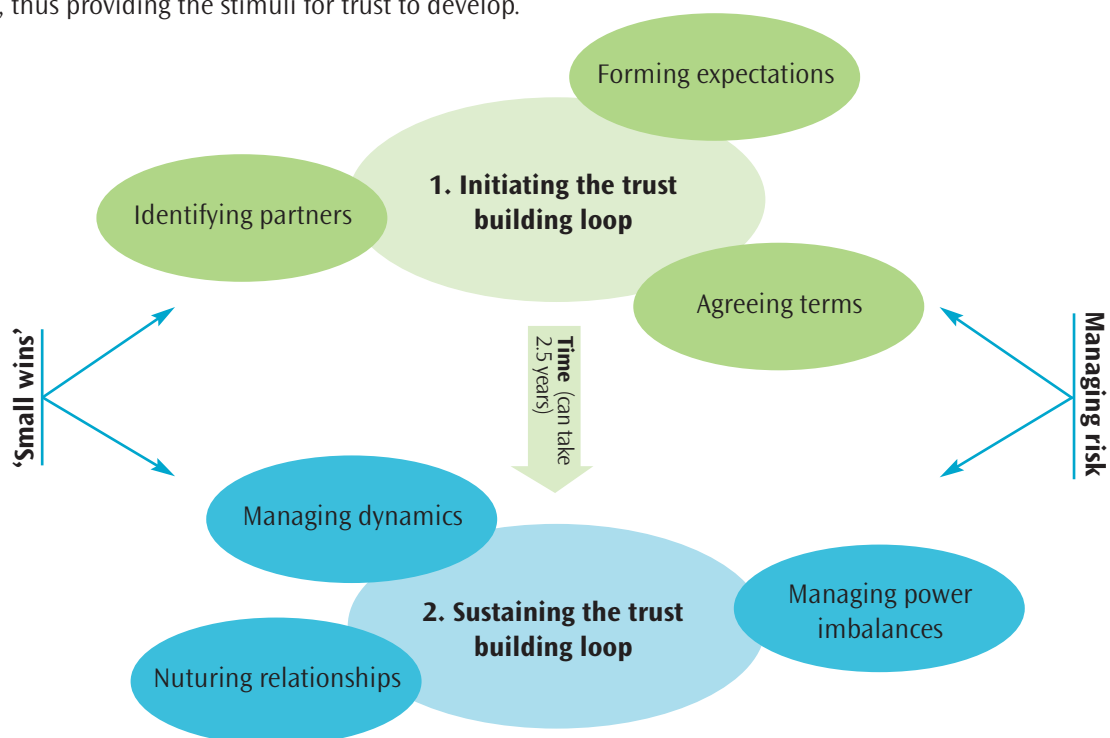 , thus providing the stimuli for trust to develop.
Forming expectations
1. Initiating the trust
building loop
Identifying partners
Agreeing terms
‘Small wins’
Time (can take
2.5 years)
Managing risk
Managing dynamics
2. Sustaining the trust
building loop
Managing power
imbalances
Nuturing relationships